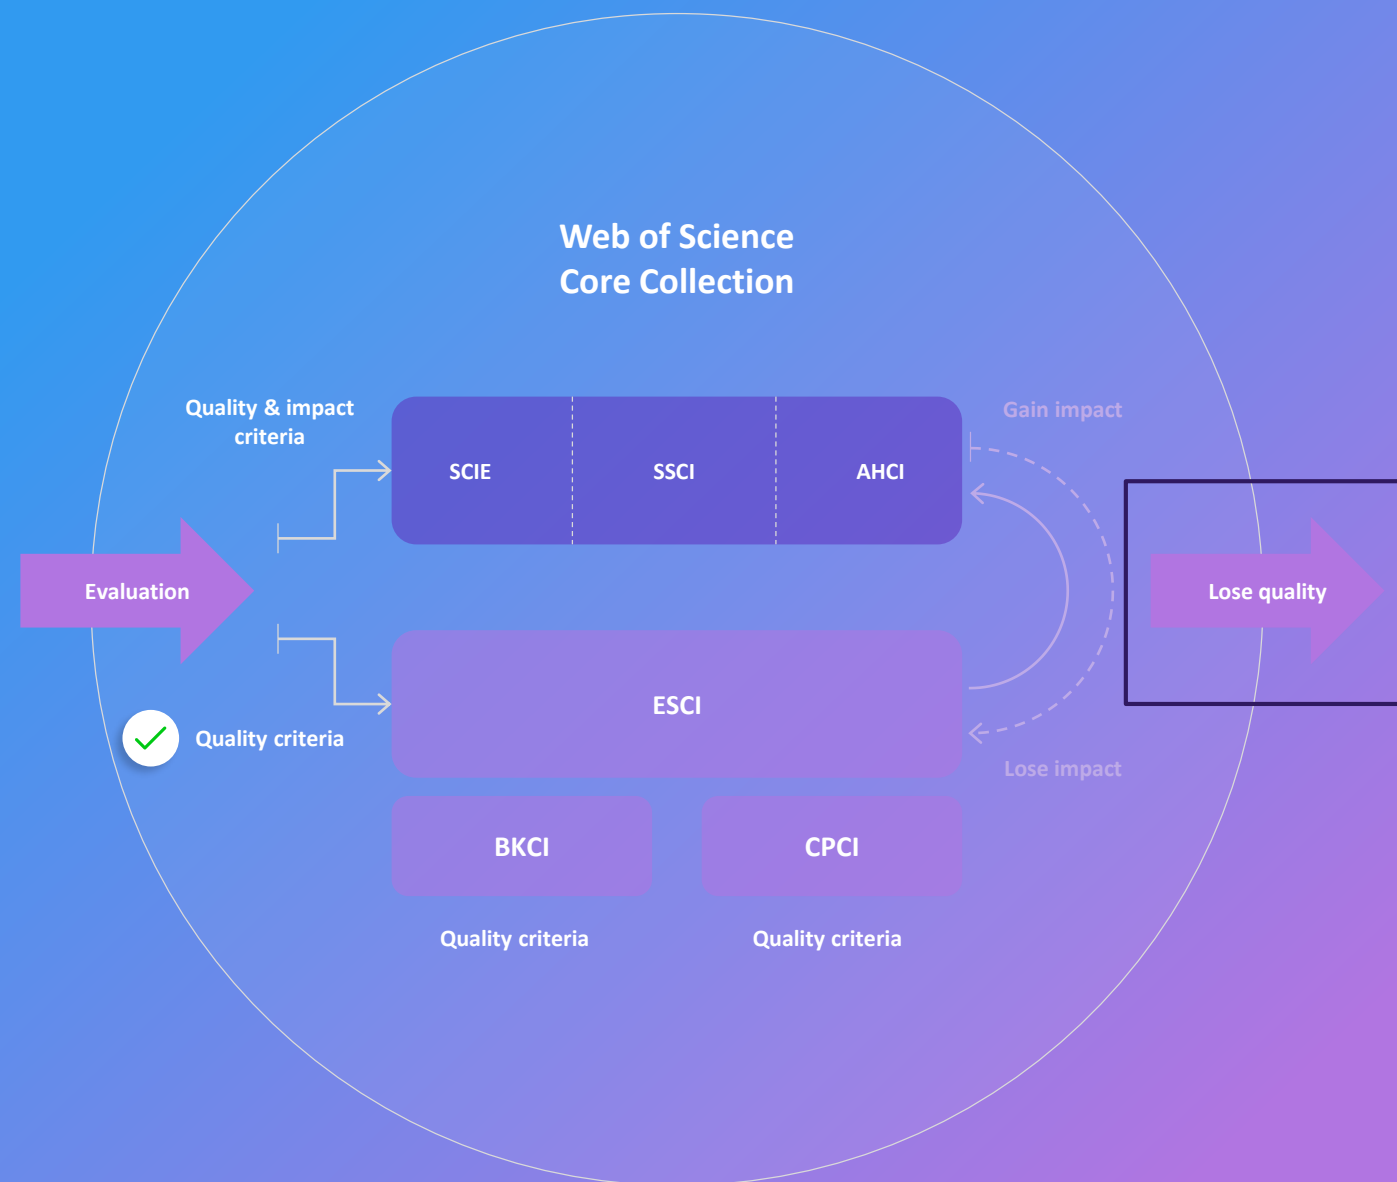 Web of Science
Core Collection
Quality & impact
criteria
SCIE
SSCI
AHCI
Gain impact
Evaluation
Lose quality
ESCI
Quality criteria
Lose impact
BKCI
CPCI
Quality criteria
Quality criteria